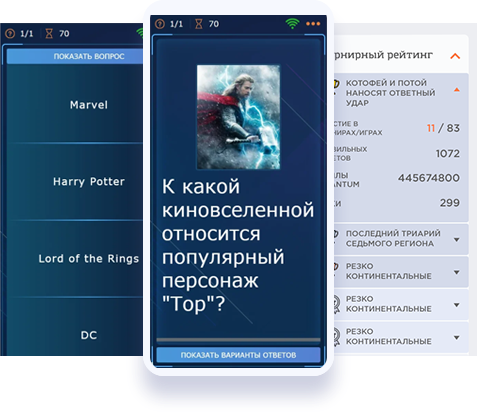 1/1 70
ПОКАЗАТЬ ВОПРОС
Marvel
Harry Potter
Lord of the Rings
DC
1/1 70
К какой
киновселенной
относится
популярный
персонаж
"Тор"?
ПОКАЗАТЬ ВАРИАНТЫ ОТВЕТОВ
рнирный рейтинг
КОТОФЕЙ И ПОТОЙ
НАНОСЯТ ОТВЕТНЫЙ
УДАР
СТИЕ В
НИРАХ/ИГРАХ
11 / 83
ВИЛЬНЫХ
ЕТОВ
1072
ЛЫ
ANTUM
445674800
КИ
299
ПОСЛЕДНИЙ ТРИАРИЙ
СЕДЬМОГО РЕГИОНА
РЕЗКО
КОНТИНЕНТАЛЬНЫЕ
РЕЗКО
КОНТИНЕНТАЛЬНЫЕ
РЕЗКО
КОНТИНЕНТАЛЬНЫЕ